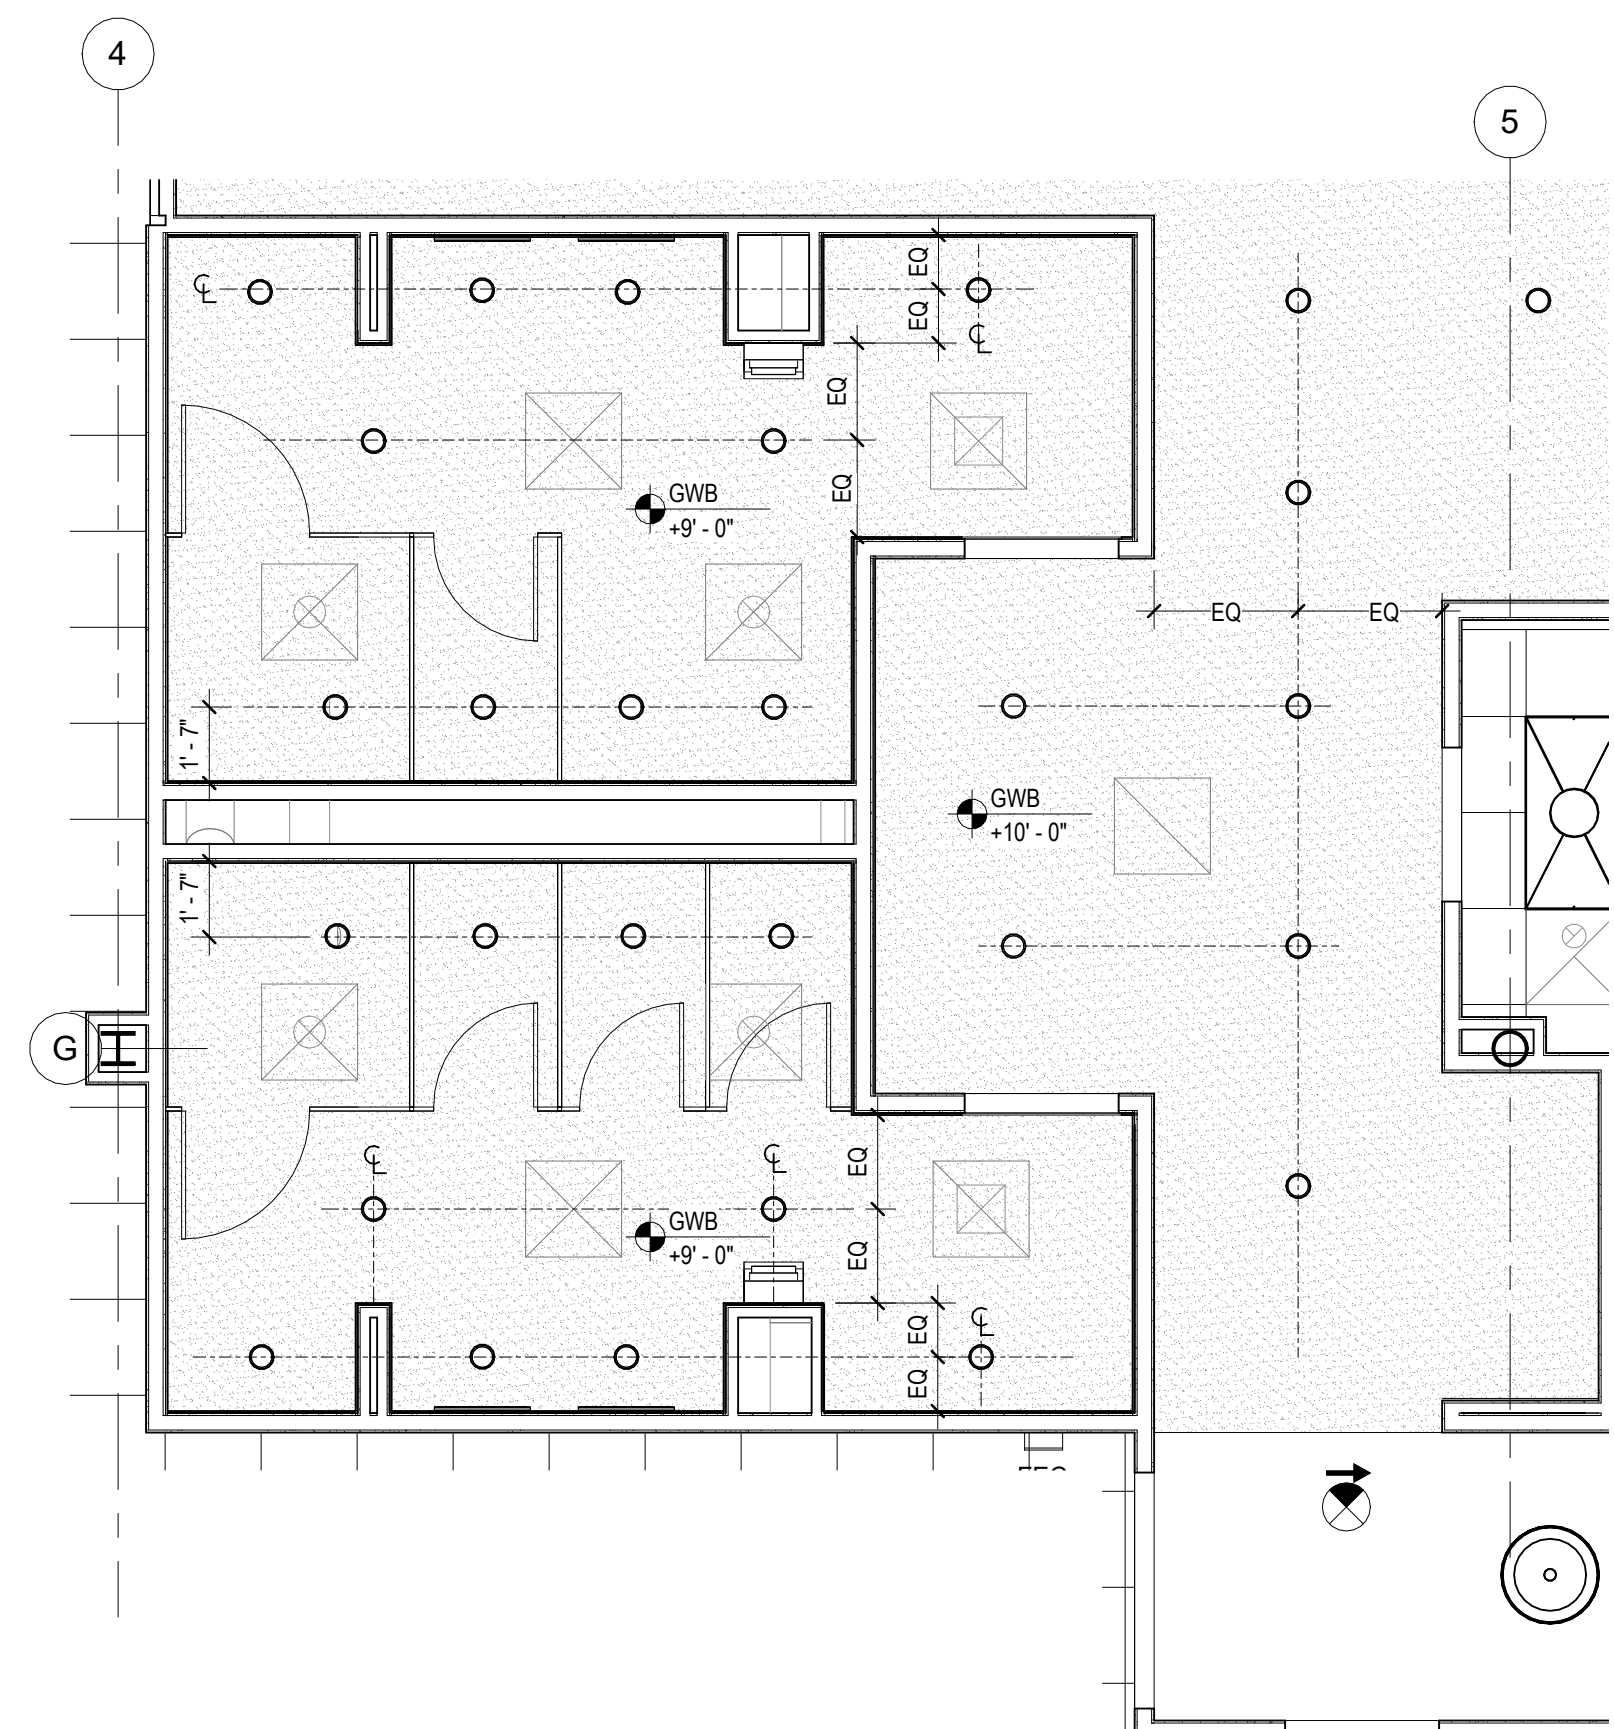 4
5
℄
EQ
EQ
℄
EQ
EQ
GWB
+9' - 0"
EQ
EQ
1' - 7"
GWB
+10' - 0"
1' - 7"
G
℄
℄
EQ
EQ
GWB
+9' - 0"
℄
EQ
EQ